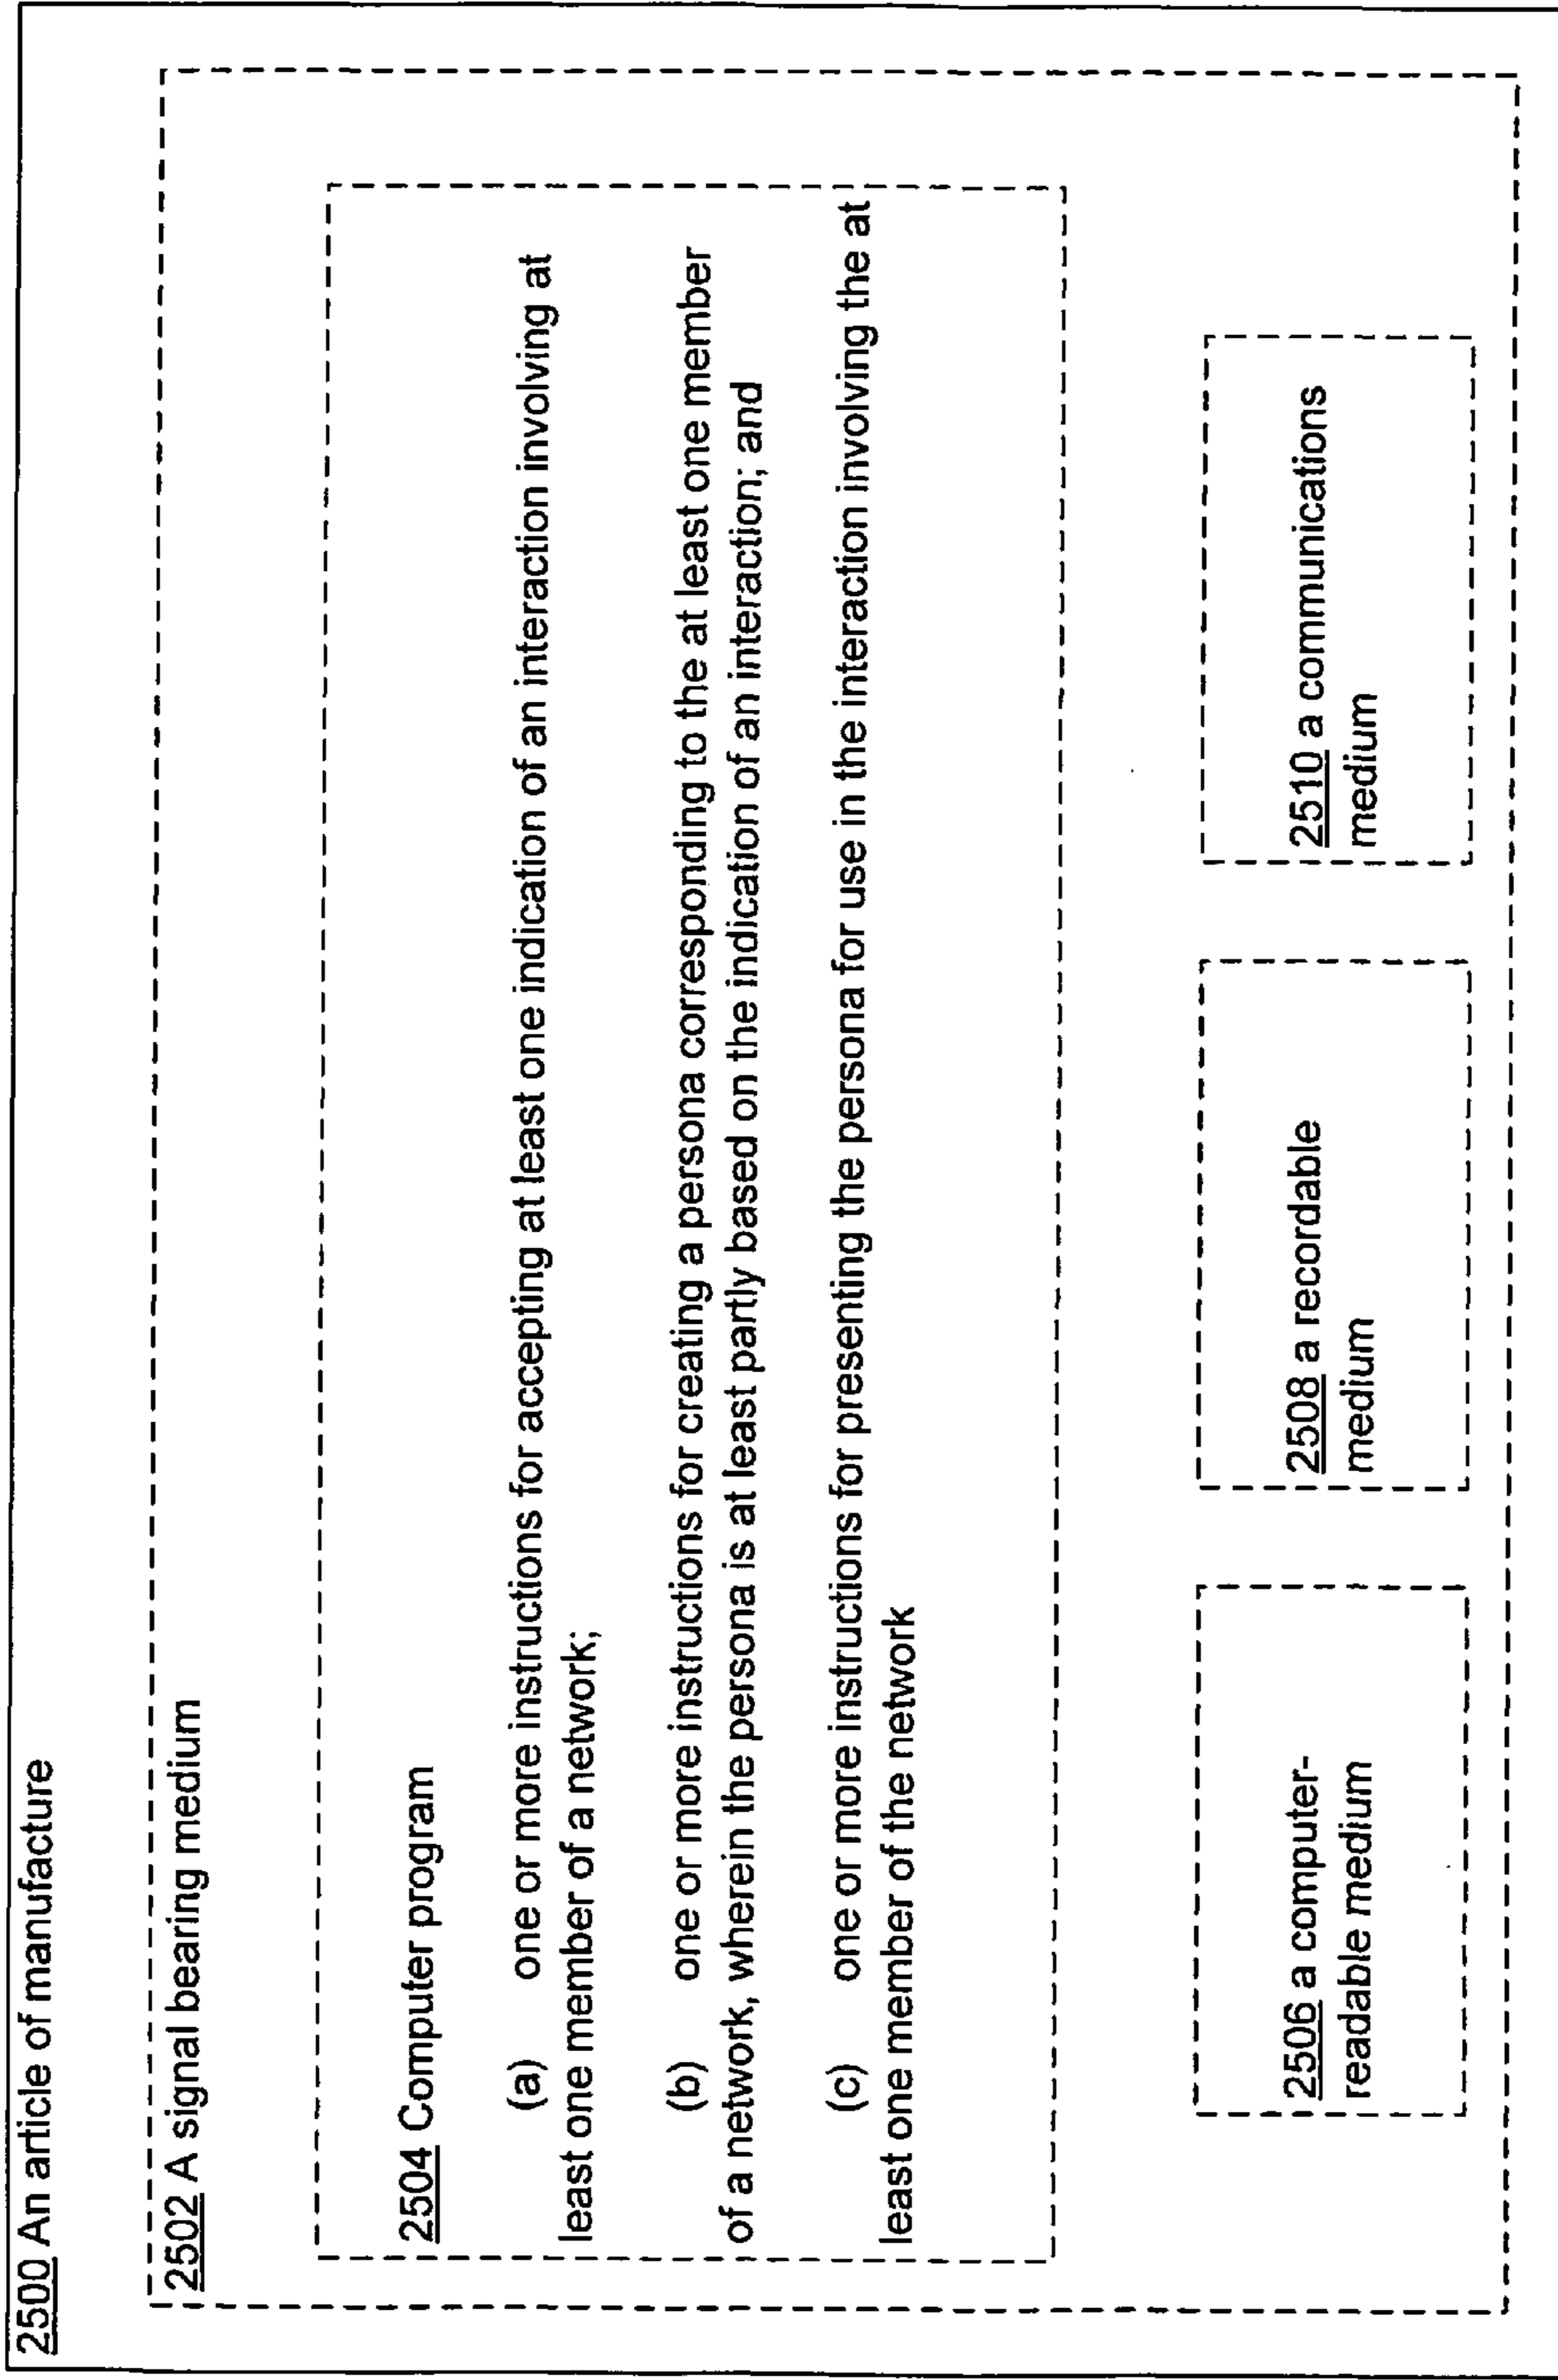 2500 An article of manufacture
2502 A signal bearing medium
2504 Computer program
(a) one or more instructions for accepting at least one indication of an interaction involving at
least one member of a network;
(b) one or more instructions for creating a persona corresponding to the at least one member
of a network, wherein the persona is at least partly based on the indication of an interaction; and
(c) one or more instructions for presenting the persona for use in the interaction involving the at
least one member of the network
2506 a computer-
readable medium
2508 a recordable
medium
2510 a communications
medium